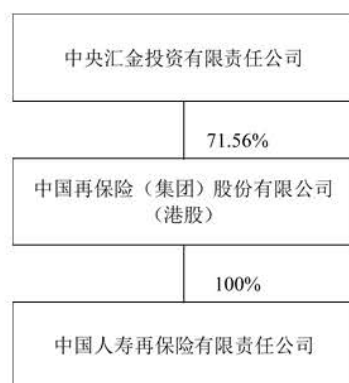 中央汇金投资有限责任公司
71.56%
中国再保险（集团）股份有限公司
（港股）
100%
中国人寿再保险有限责任公司